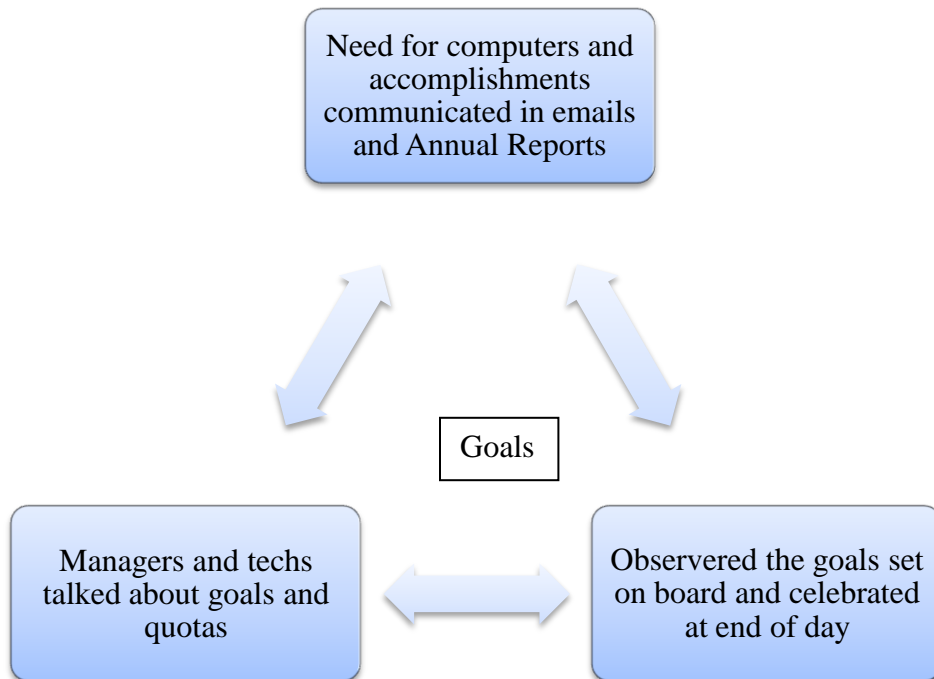 Need for computers and
accomplishments
communicated in emails
and Annual Reports
Goals
Managers and techs
talked about goals and
quotas
Observered the goals set
on board and celebrated
at end of day